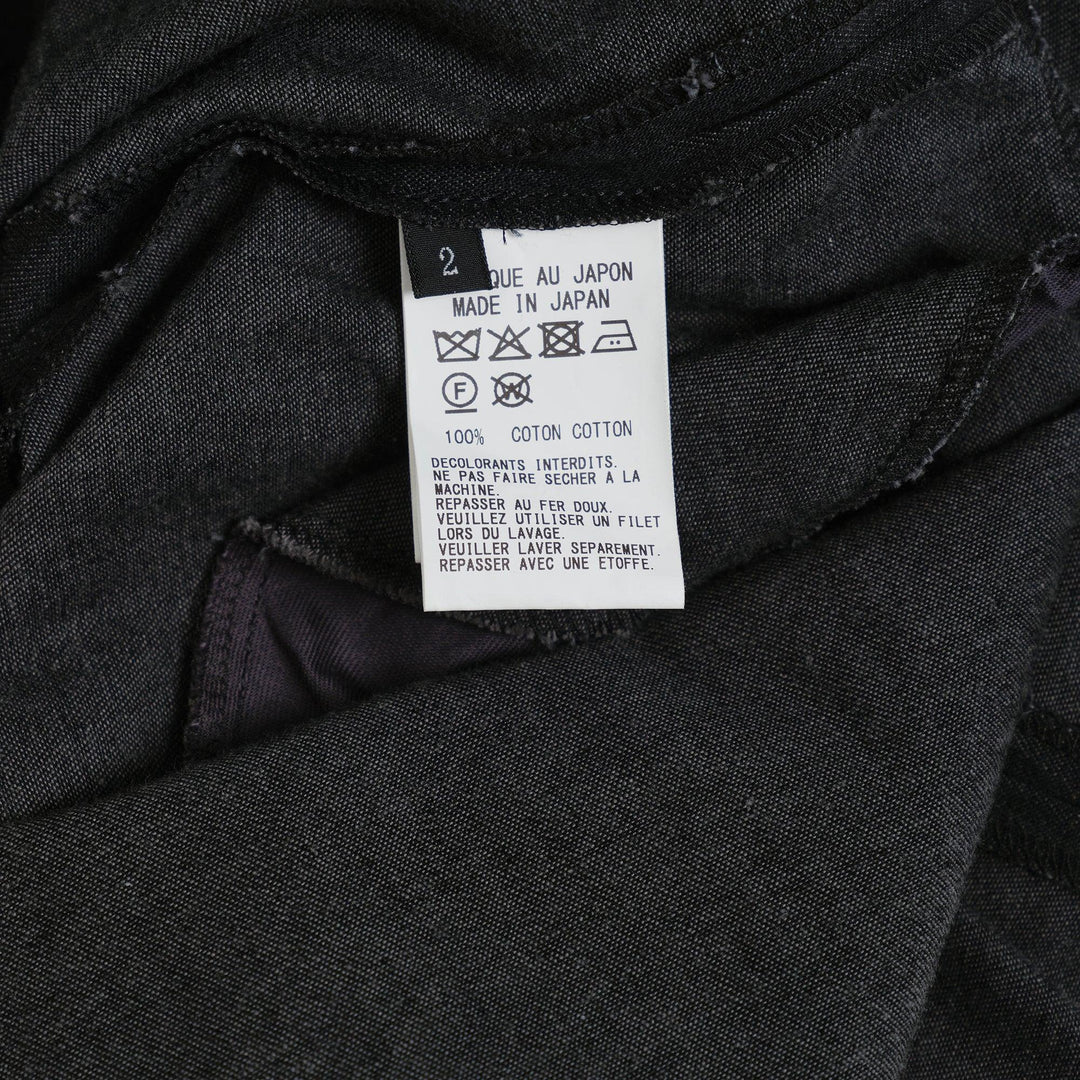 2
QUE AU JAPON
MADE IN JAPAN
F
W
100% COTON COTTON
DECOLORANTS INTERDITS.
NE PAS FAIRE SECHER A LA
MACHINE.
REPASSER AU FER DOUX.
VEUILLEZ UTILISER UN FILET
LORS DU LAVAGE.
VEUILLER LAVER SEPAREMENT.
REPASSER AVEC UNE ETOFFE.